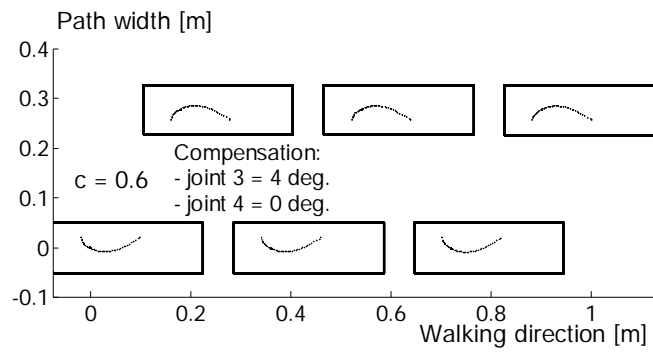 Path width [m]
0.4
0.3
0.2
0.1
0
-0.1
Compensation:
c = 0.6
- joint 3 = 4 deg.
- joint 4 = 0 deg.
0 0.2 0.4 0.6 0.8 1
Walking direction [m]